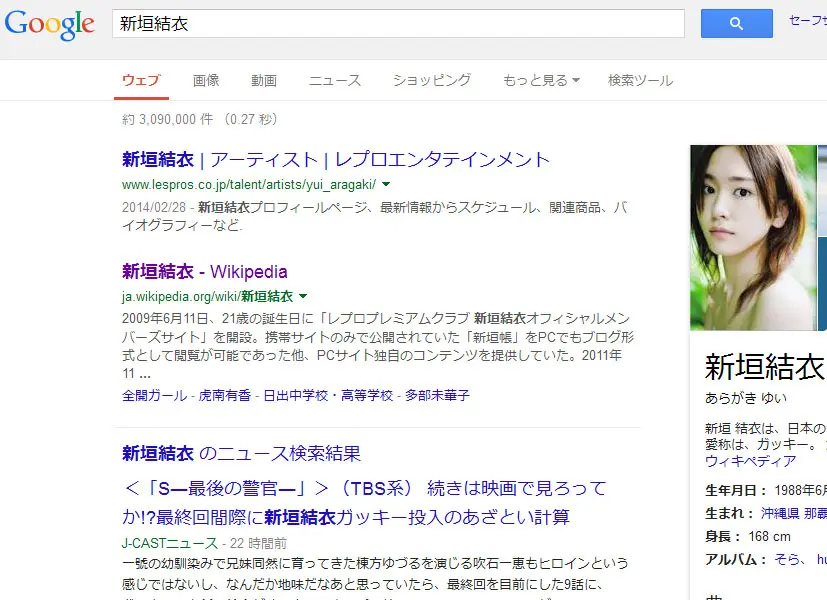 Google 新垣結衣 セーフサ
ウェブ 画像 動画 ニュース ショッピング もっと見る 検索ツール
約 3,090,000 件 （0.27 秒）
新垣結衣 | アーティスト | レプロエンタテインメント
www.lespros.co.jp/talent/artists/yui_aragaki/
2014/02/28 - 新垣結衣プロフィールページ、最新情報からスケジュール、関連商品、バ
イオグラフィーなど.
新垣結衣 - Wikipedia
ja.wikipedia.org/wiki/新垣結衣
2009年6月11日、21歳の誕生日に「レプロプレミアムクラブ 新垣結衣オフィシャルメン
バーズサイト」を開設。携帯サイトのみで公開されていた「新垣帳」をPCでもブログ形
式として閲覧が可能であった他、PCサイト独自のコンテンツを提供していた。2011年
11 ...
全開ガール - 虎南有香 - 日出中学校・高等学校 - 多部未華子
新垣結衣 のニュース検索結果
＜「S―最後の警官―」＞（TBS系） 続きは映画で見ろって
か!?最終回間際に新垣結衣ガッキー投入のあざとい計算
J-CASTニュース - 22 時間前
一號の幼馴染みで兄妹同然に育ってきた棟方ゆづるを演じる吹石一恵もヒロインという
感じではないし、なんだか地味だなあと思っていたら、最終回を目前にした9話に、
新垣結衣
あらがき ゆい
新垣 結衣は、日本の
愛称は、ガッキー。
ウィキペディア
生年月日： 1988年6月
生まれ： 沖縄県 那覇
身長： 168 cm
アルバム： そら、 hu